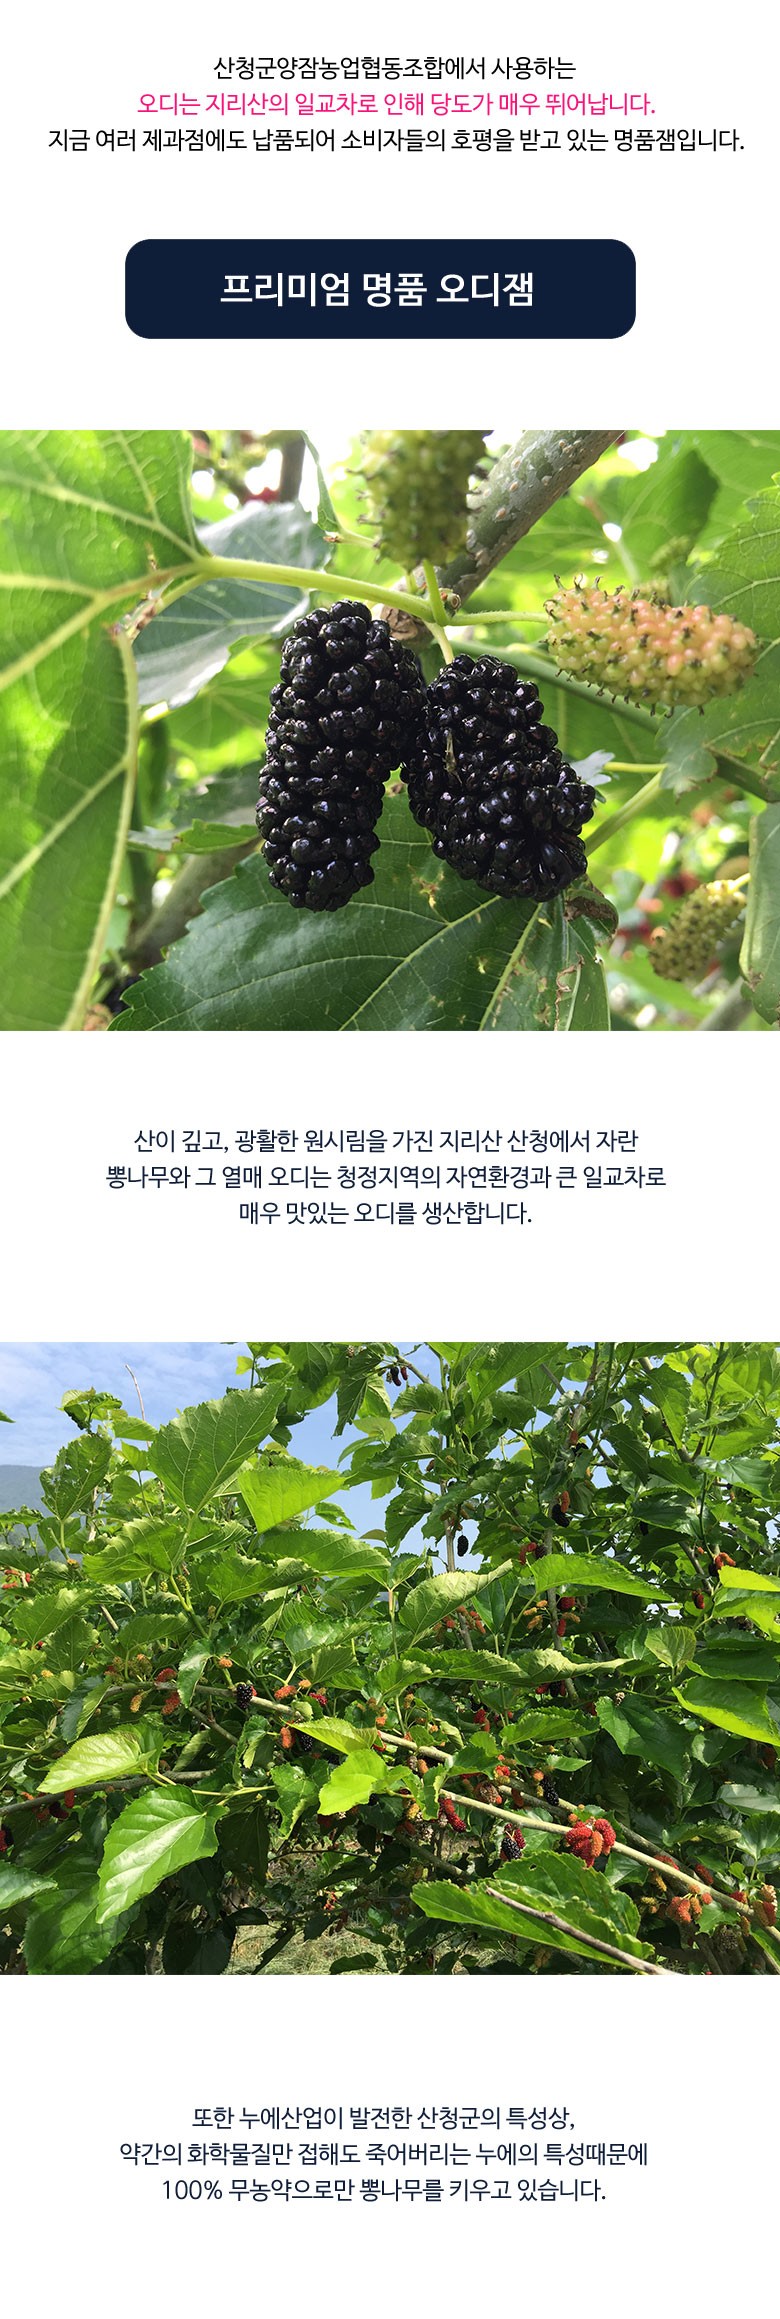 산청군양잠농업협동조합에서 사용하는
오디는 지리산의 일교차로 인해 당도가 매우 뛰어납니다.
지금 여러 제과점에도 납품되어 소비자들의 호평을 받고 있는 명품잼입니다.
프리미엄 명품 오디잼
산이 깊고, 광활한 원시림을 가진 지리산 산청에서 자란
뽕나무와 그 열매 오디는 청정지역의 자연환경과 큰 일교차로
매우 맛있는 오디를 생산합니다.
또한 누에산업이 발전한 산청군의 특성상,
약간의 화학물질만 접해도 죽어버리는 누에의 특성때문에
100% 무농약으로만 뽕나무를 키우고 있습니다.